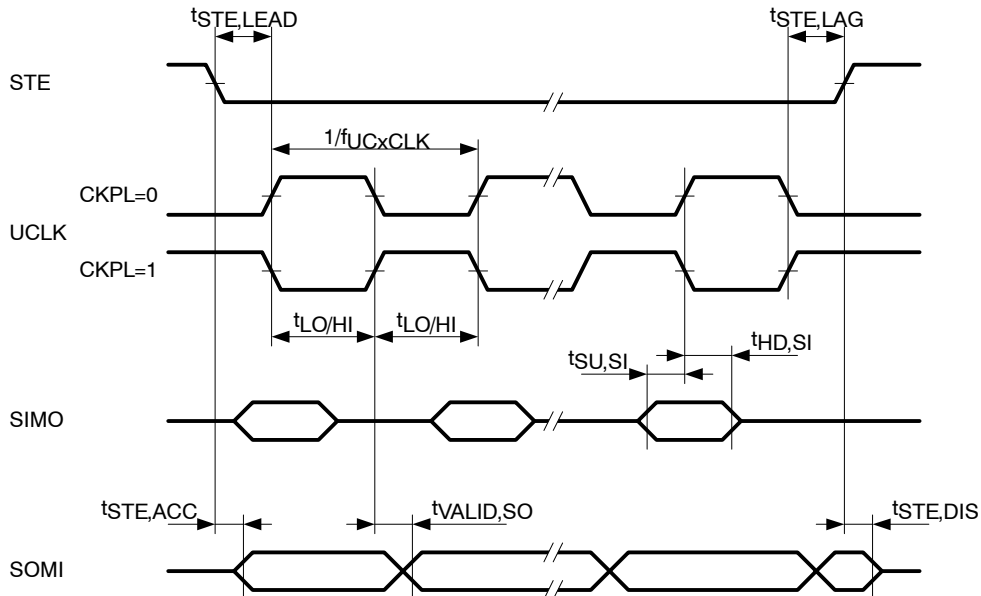 tSTE,LEAD
tSTE,LAG
STE
1/fUCxCLK
CKPL=0
UCLK
CKPL=1
tLO/HI tLO/HI
tHD,SI
tSU,SI
SIMO
tSTE,ACC
tVALID,SO
tSTE,DIS
SOMI